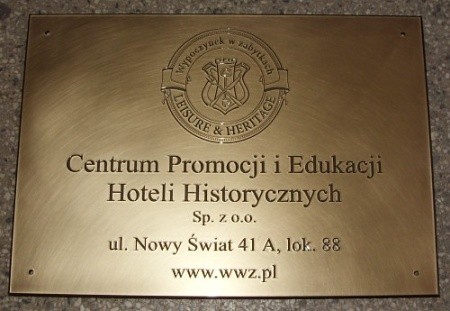 Wypoczynek w zabytkach
LEISURE & HERITAGE
Centrum Promocji i Edukacji
Hoteli Historycznych
Sp. z o.o.
ul. Nowy Świat 41 A, lok. 88
www.wwz.pl